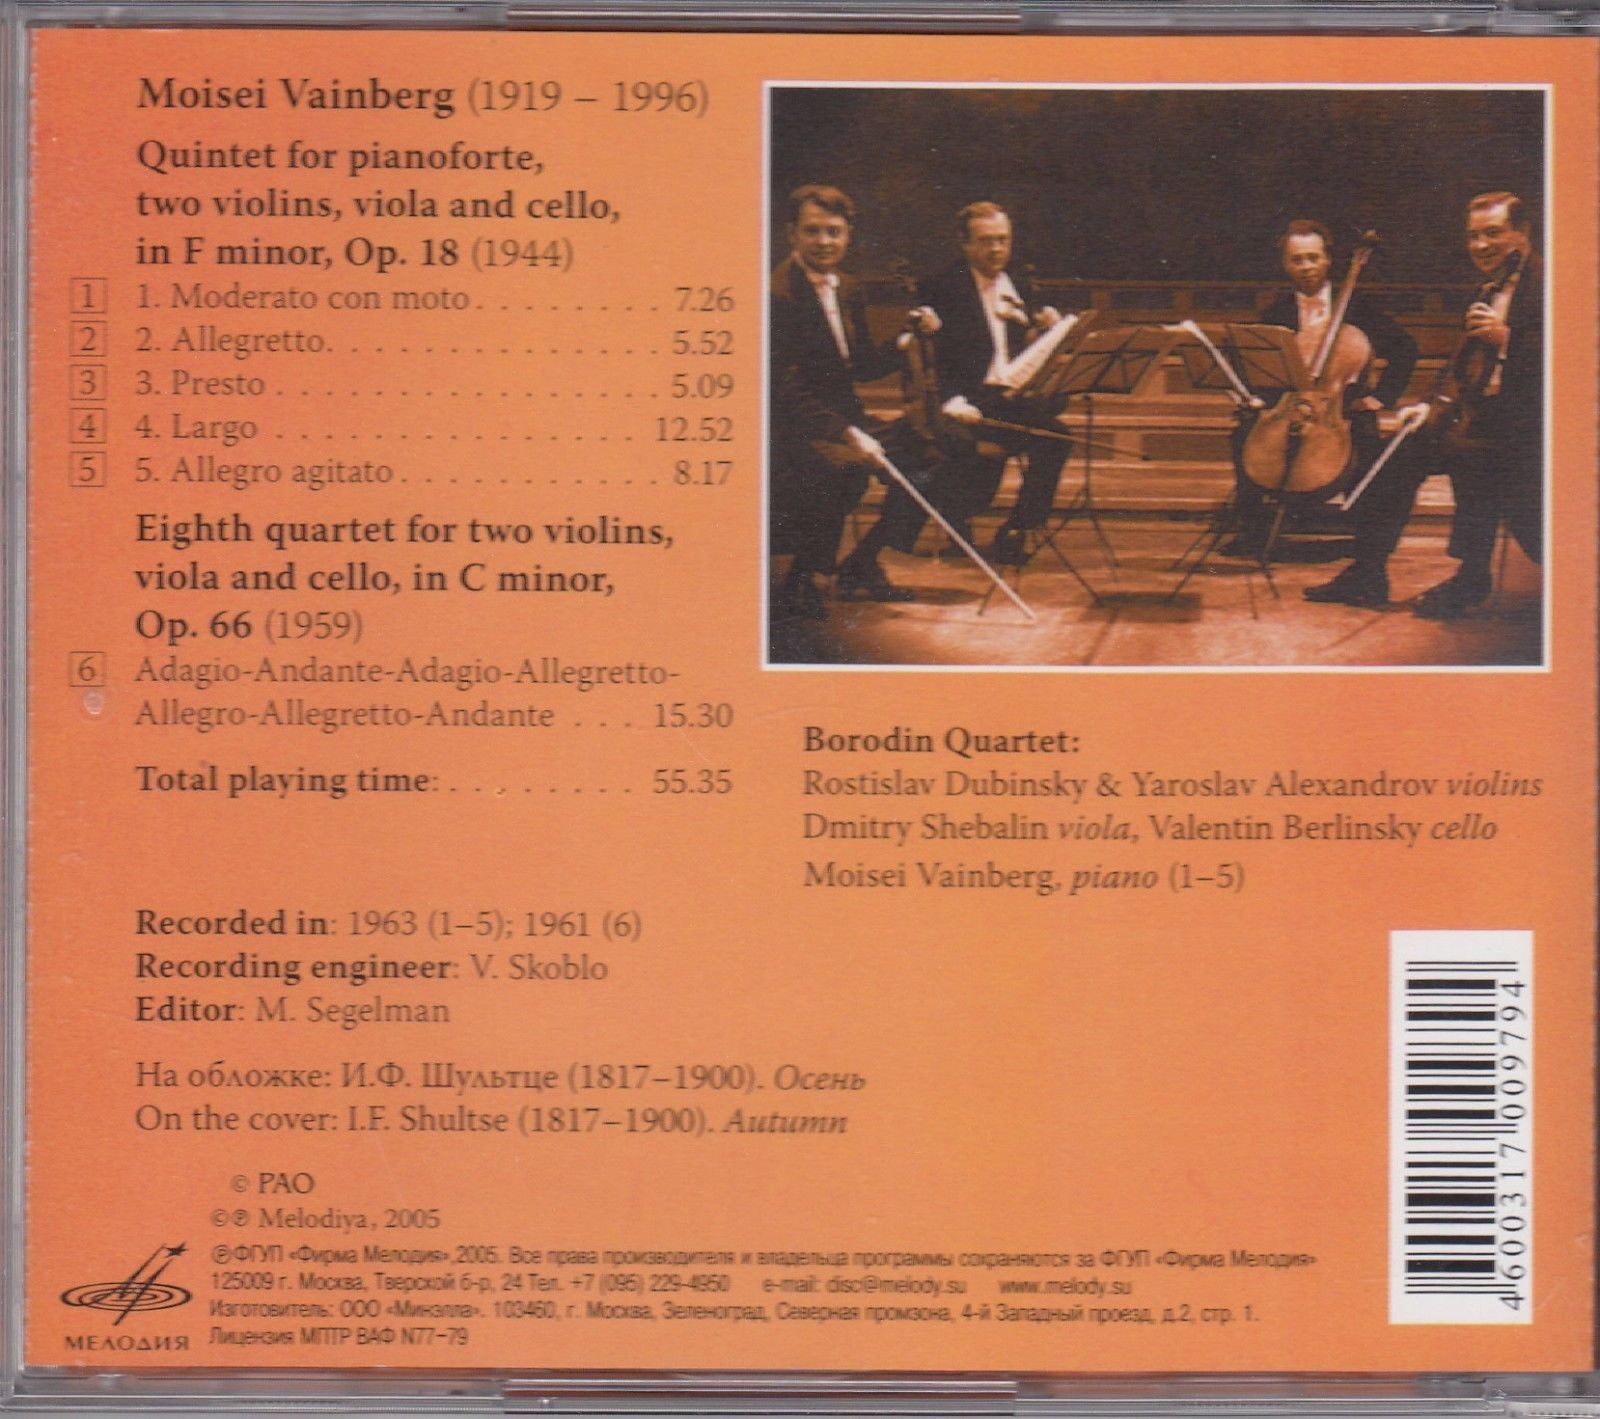 Moisei Vainberg (1919 – 1996)
Quintet for pianoforte,
two violins, viola and cello,
in F minor, Op. 18 (1944)
1 1. Moderato con moto. . . . . . . . . 7.26
2 2. Allegretto. . . . . . . . . . . . . . . 5.52
3 3. Presto . . . . . . . . . . . . . . . . . . 5.09
4 4. Largo . . . . . . . . . . . . . . . . . 12.52
5 5. Allegro agitato . . . . . . . . . . . . 8.17
Eighth quartet for two violins,
viola and cello, in C minor,
Op. 66 (1959)
6 Adagio-Andante-Adagio-Allegretto-
Allegro-Allegretto-Andante . . . 15.30
Total playing time: . . . . . . . . . 55.35
Borodin Quartet:
Rostislav Dubinsky & Yaroslav Alexandrov violins
Dmitry Shebalin viola, Valentin Berlinsky cello
Moisei Vainberg, piano (1–5)
Recorded in: 1963 (1–5); 1961 (6)
Recording engineer: V. Skoblo
Editor: M. Segelman
На обложке: И.Ф. Шультце (1817–1900). Осень
On the cover: I.F. Shultse (1817–1900). Autumn
© РАО
©℗ Melodiya, 2005
℗ФГУП «Фирма Мелодия»,2005. Все права производителя и владельца программы сохраняются за ФГУП «Фирма Мелодия»
125009 г. Москва, Тверской б-р, 24 Тел. +7 (095) 229-4950 e-mail: disc@melody.su www.melody.su
Изготовитель: ООО «Минэлла». 103460, г. Москва, Зеленоград, Северная промзона, 4-й Западный проезд, д.2, стр. 1.
Лицензия МПТР ВАФ N77-79
МЕЛОДИЯ
4 600317 009794